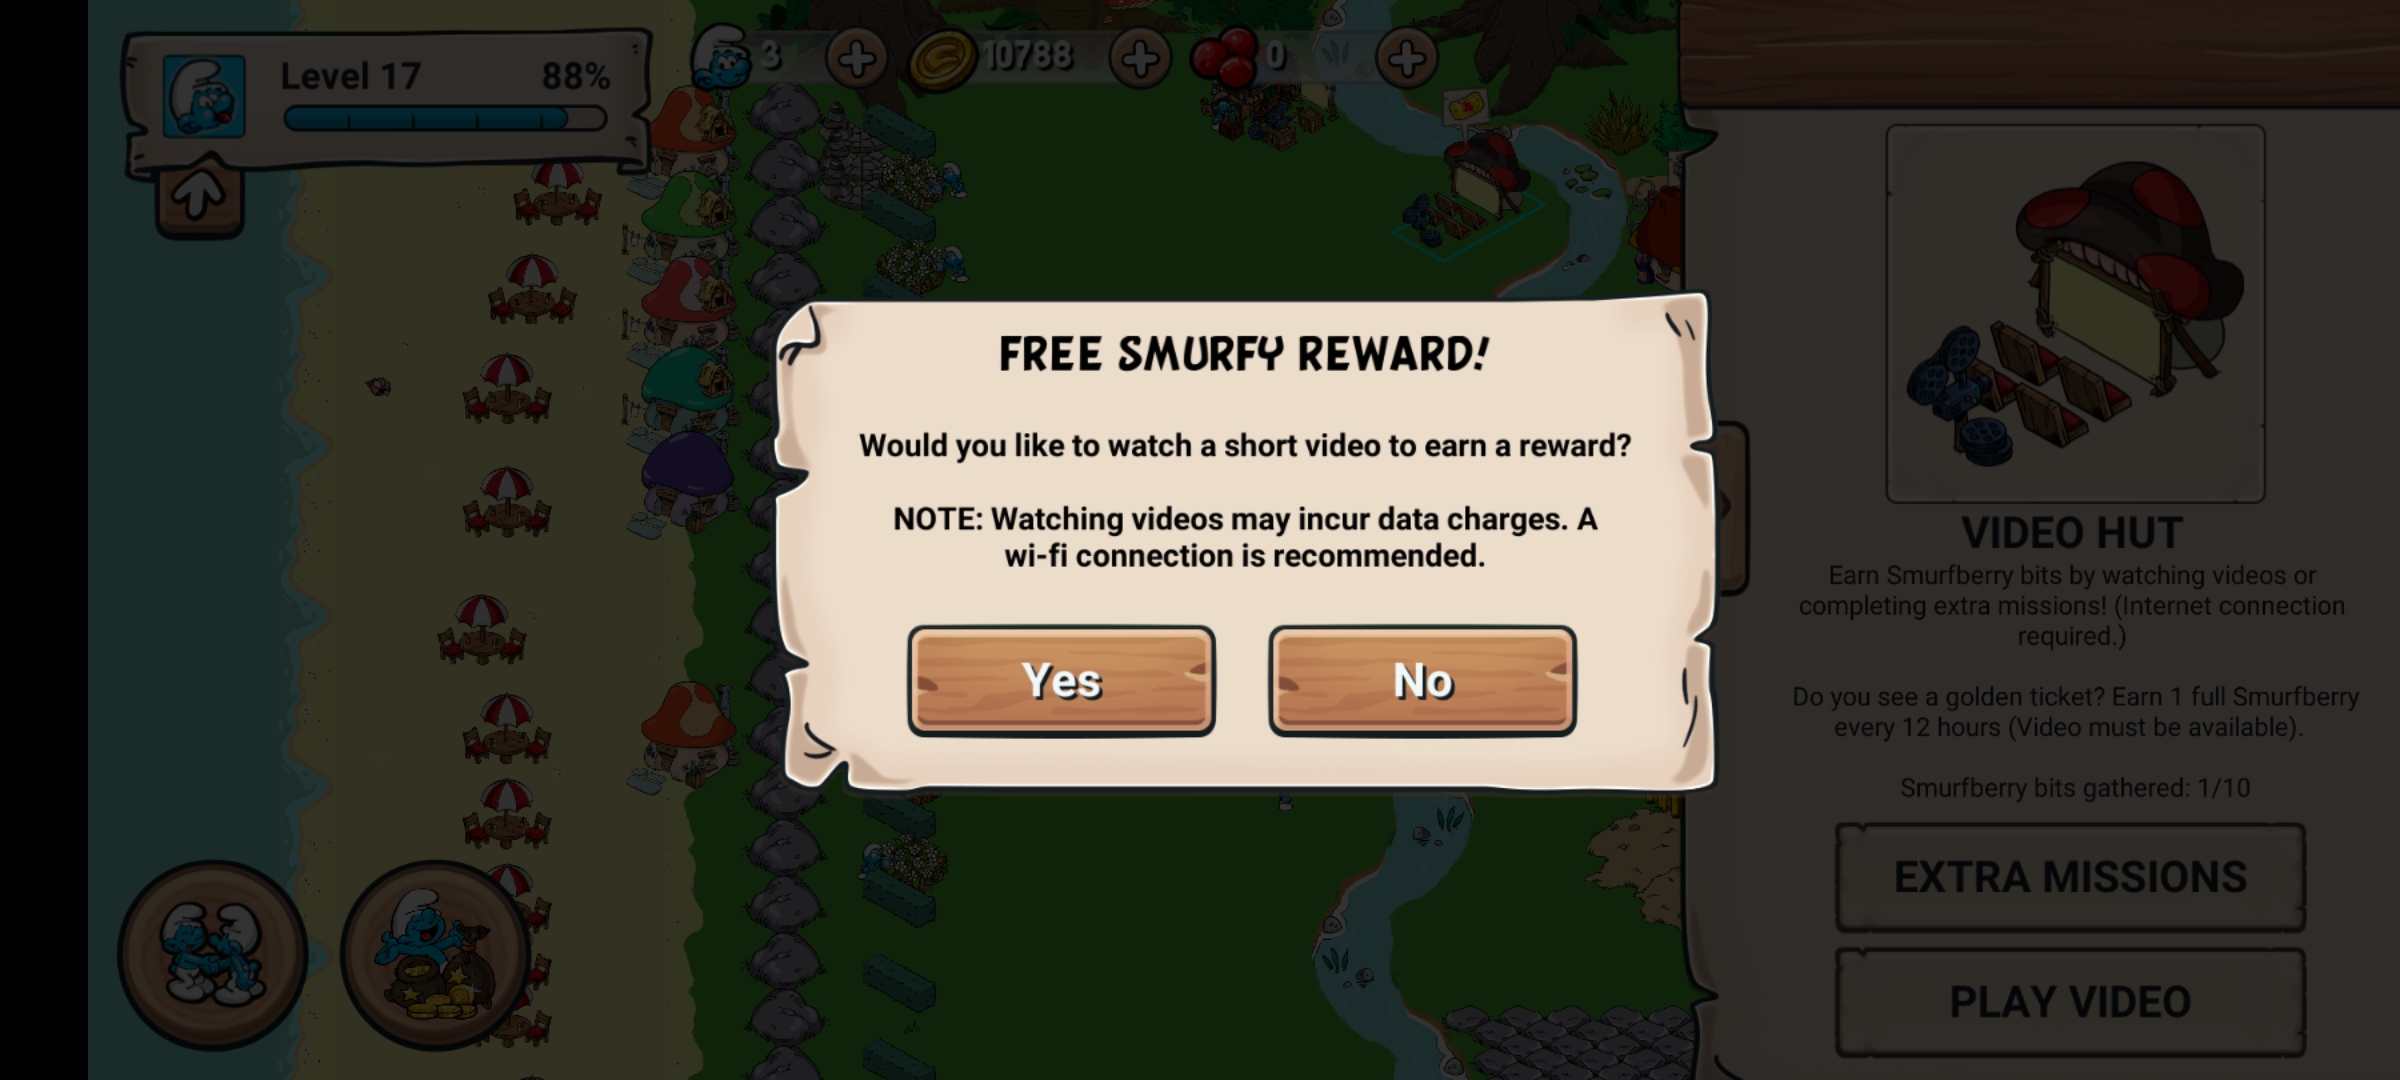 Level 17 88%
3
10788
0
FREE SMURFY REWARD!
Would you like to watch a short video to earn a reward?
NOTE: Watching videos may incur data charges. A
wi-fi connection is recommended.
Yes
No
VIDEO HUT
Earn Smurfberry bits by watching videos or
completing extra missions! (Internet connection
required.)
Do you see a golden ticket? Earn 1 full Smurfberry
every 12 hours (Video must be available).
Smurfberry bits gathered: 1/10
EXTRA MISSIONS
PLAY VIDEO